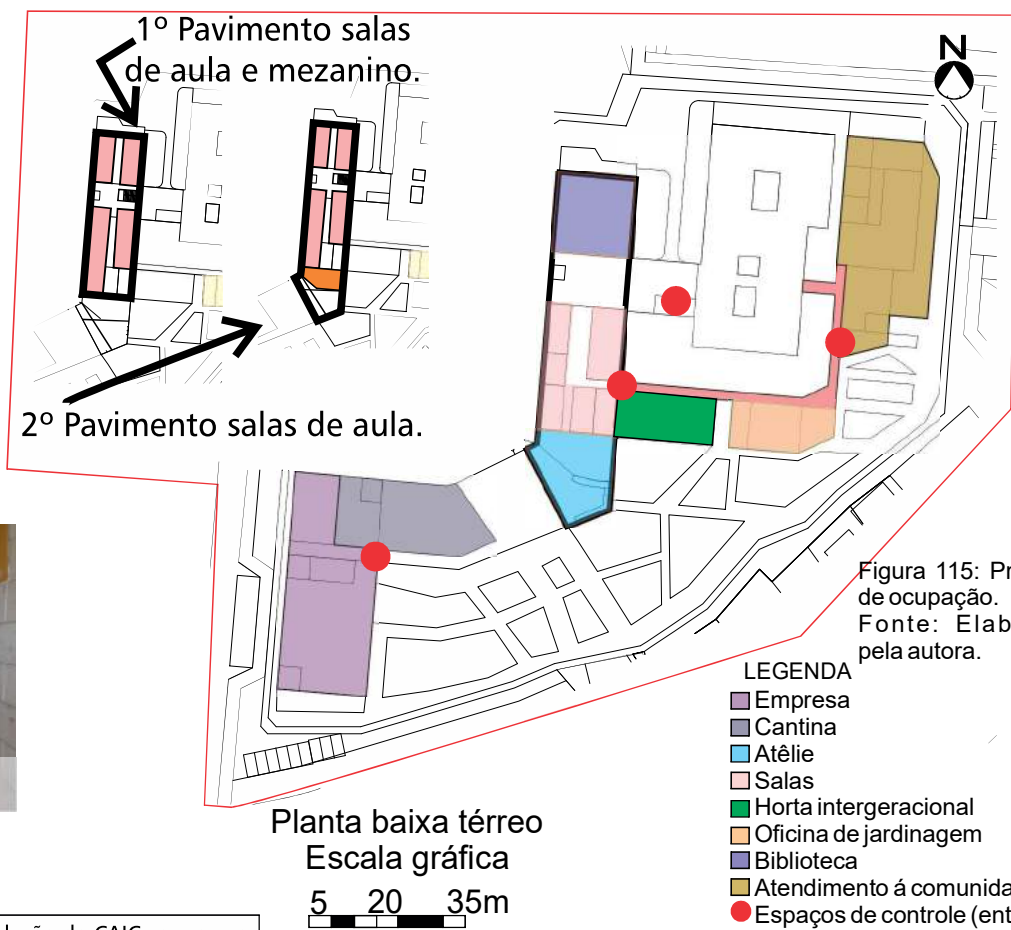 1º Pavimento salas
de aula e mezanino.
N
2º Pavimento salas de aula.
Figura 115: Pr
de ocupação.
Fonte: Elab
pela autora.
LEGENDA
Empresa
Cantina
Atêlie
Salas
Horta intergeracional
Oficina de jardinagem
Biblioteca
Atendimento á comunida
Espaços de controle (ent
Planta baixa térreo
Escala gráfica
5 20 35m
CAIC